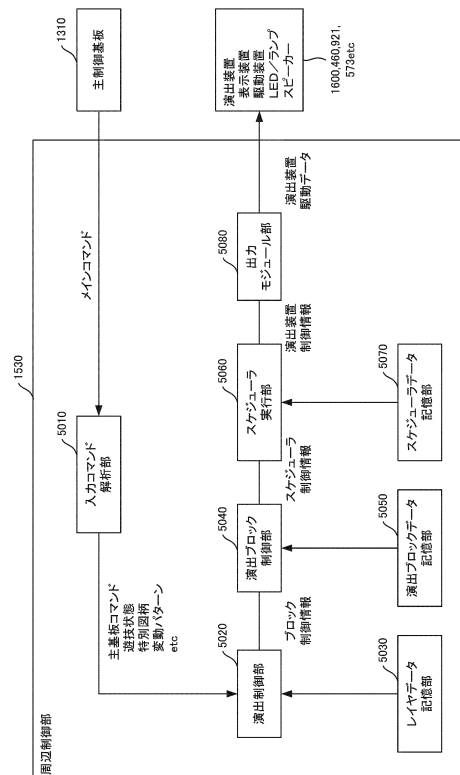 周辺制御部
1530
主制御基板
1310
メインコマンド
入力コマンド
解析部
5010
主基板コマンド
遊技状態
特別図柄
変動パターン
etc
演出制御部
5020
レイヤデータ
記憶部
5030
ブロック
制御情報
演出ブロック
制御部
5040
演出ブロックデータ
記憶部
5050
スケジューラ
制御情報
スケジューラ
実行部
5060
スケジューラデータ
記憶部
5070
演出装置
制御情報
出力
モジュール部
5080
演出装置
駆動データ
演出装置
表示装置
駆動装置
LED/ランプ
スピーカー
1600,460,921,
573etc